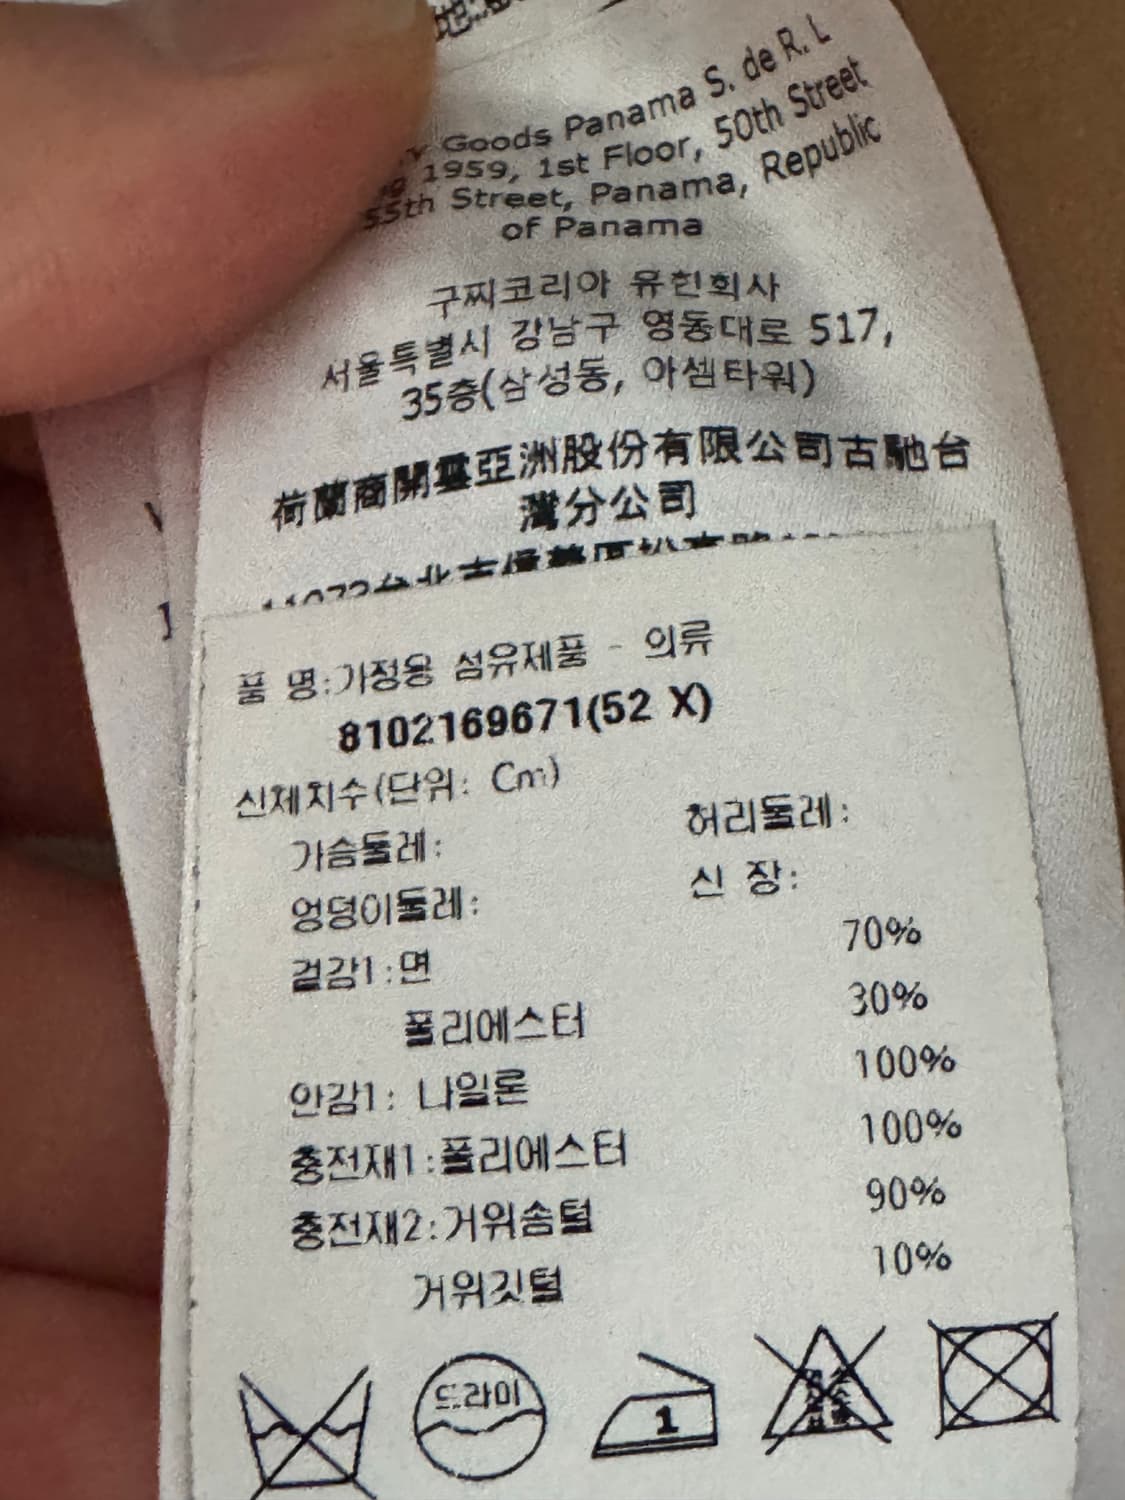 Goods Panama S. de R. L
1959, 1st Floor, 50th Street
55th Street, Panama, Republic
of Panama
구찌코리아 유한회사
서울특별시 강남구 영동대로 517,
35층(삼성동, 아셈타워)
荷蘭商開雲亞洲股份有限公司古馳台
灣分公司
품 명:가정용 섬유제품 - 의류
8102169671(52 X)
신체치수(단위: Cm)
가슴둘레: 허리둘레:
엉덩이둘레: 신 장:
겉감1:면 70%
폴리에스터 30%
안감1: 나일론 100%
충전재1:폴리에스터 100%
충전재2:거위솜털 90%
거위깃털 10%
드라이
1